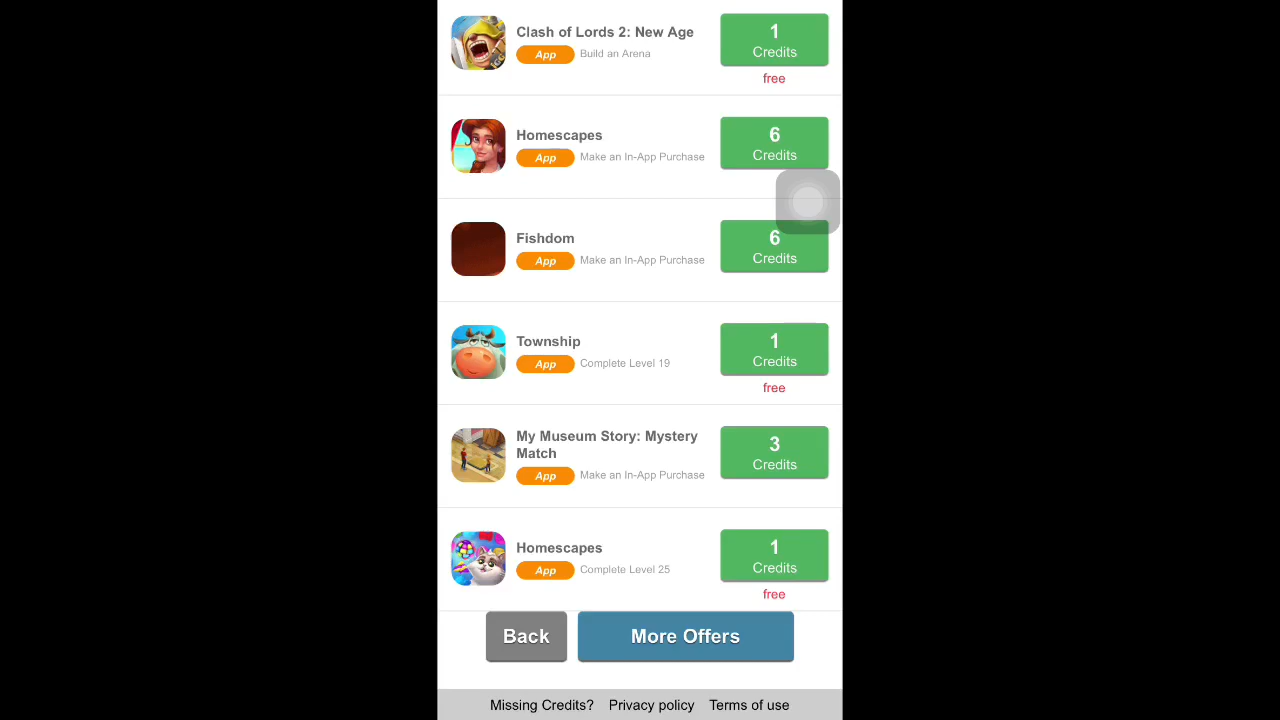 Clash of Lords 2: New Age
App Build an Arena
1
Credits
free
Homescapes
App Make an In-App Purchase
6
Credits
Fishdom
App Make an In-App Purchase
6
Credits
Township
App Complete Level 19
1
Credits
free
My Museum Story: Mystery
Match
App Make an In-App Purchase
3
Credits
Homescapes
App Complete Level 25
1
Credits
free
Back More Offers
Missing Credits? Privacy policy Terms of use